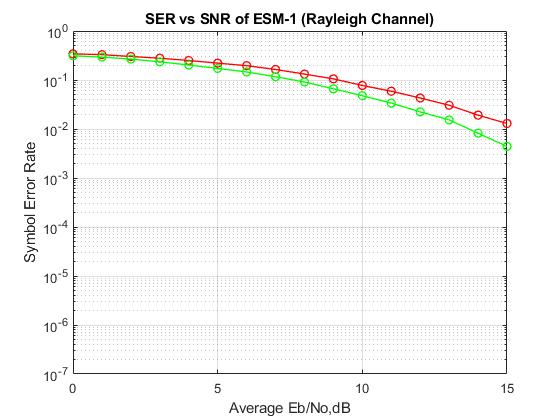 SER vs SNR of ESM-1 (Rayleigh Channel)
Symbol Error Rate
10^0
10^-1
10^-2
10^-3
10^-4
10^-5
10^-6
10^-7
0 5 10 15
Average Eb/No,dB